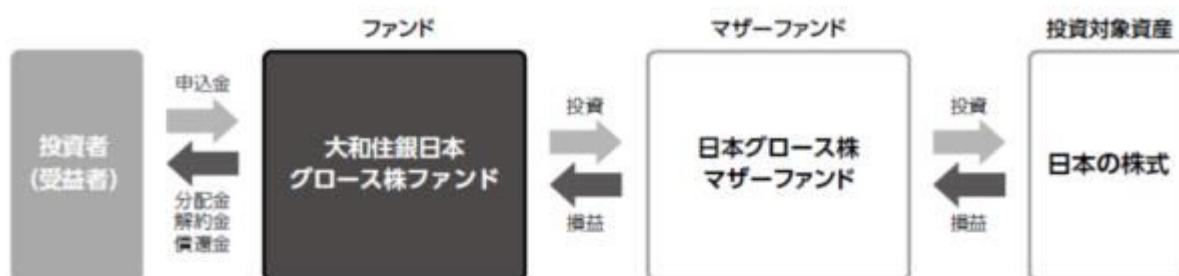 ファンド
マザーファンド
投資対象資産
投資者
(受益者)
申込金
分配金
解約金
償還金
大和住銀日本
グロース株ファンド
投資
損益
日本グロース株
マザーファンド
投資
損益
日本の株式